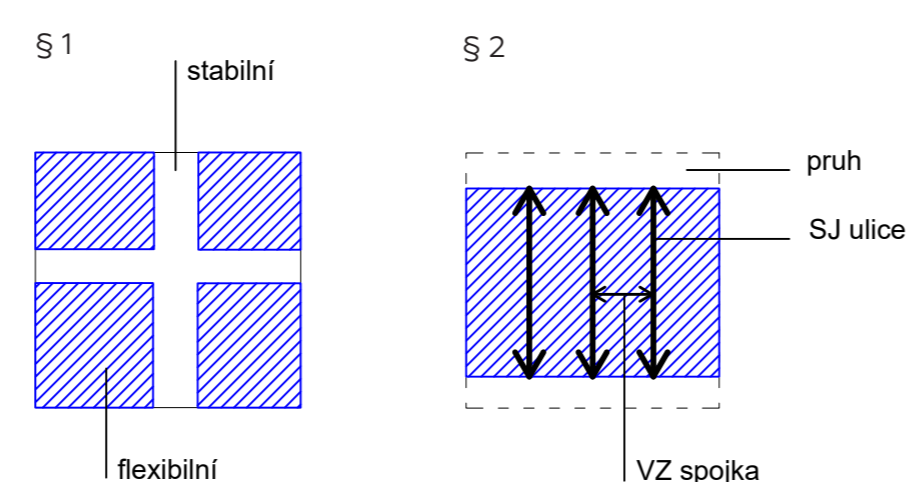 § 1
stabilní
flexibilní
§ 2
pruh
SJ ulice
VZ spojka